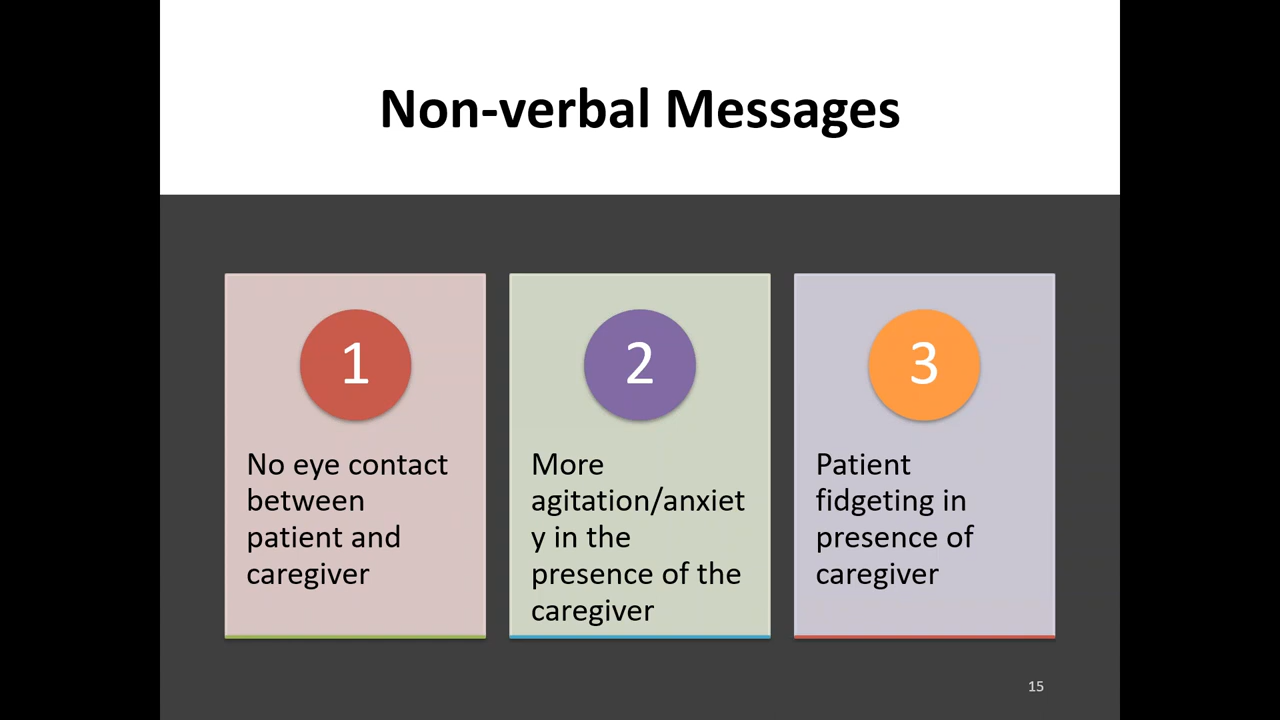 Non-verbal Messages
1
No eye contact
between
patient and
caregiver
2
More
agitation/anxiet
y in the
presence of the
caregiver
3
Patient
fidgeting in
presence of
caregiver
15